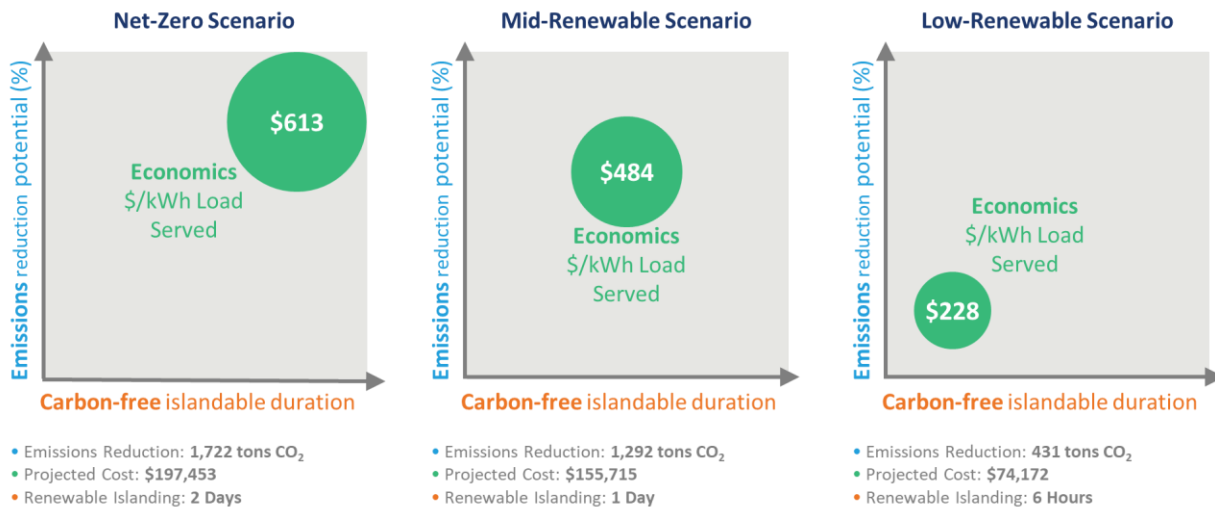 Net-Zero Scenario
Emissions reduction potential (%)
$613
Economics
$/kWh Load
Served
Carbon-free islandable duration
• Emissions Reduction: 1,722 tons CO₂
• Projected Cost: $197,453
• Renewable Islanding: 2 Days
Mid-Renewable Scenario
Emissions reduction potential (%)
$484
Economics
$/kWh Load
Served
Carbon-free islandable duration
• Emissions Reduction: 1,292 tons CO₂
• Projected Cost: $155,715
• Renewable Islanding: 1 Day
Low-Renewable Scenario
Emissions reduction potential (%)
Economics
$/kWh Load
Served
$228
Carbon-free islandable duration
• Emissions Reduction: 431 tons CO₂
• Projected Cost: $74,172
• Renewable Islanding: 6 Hours